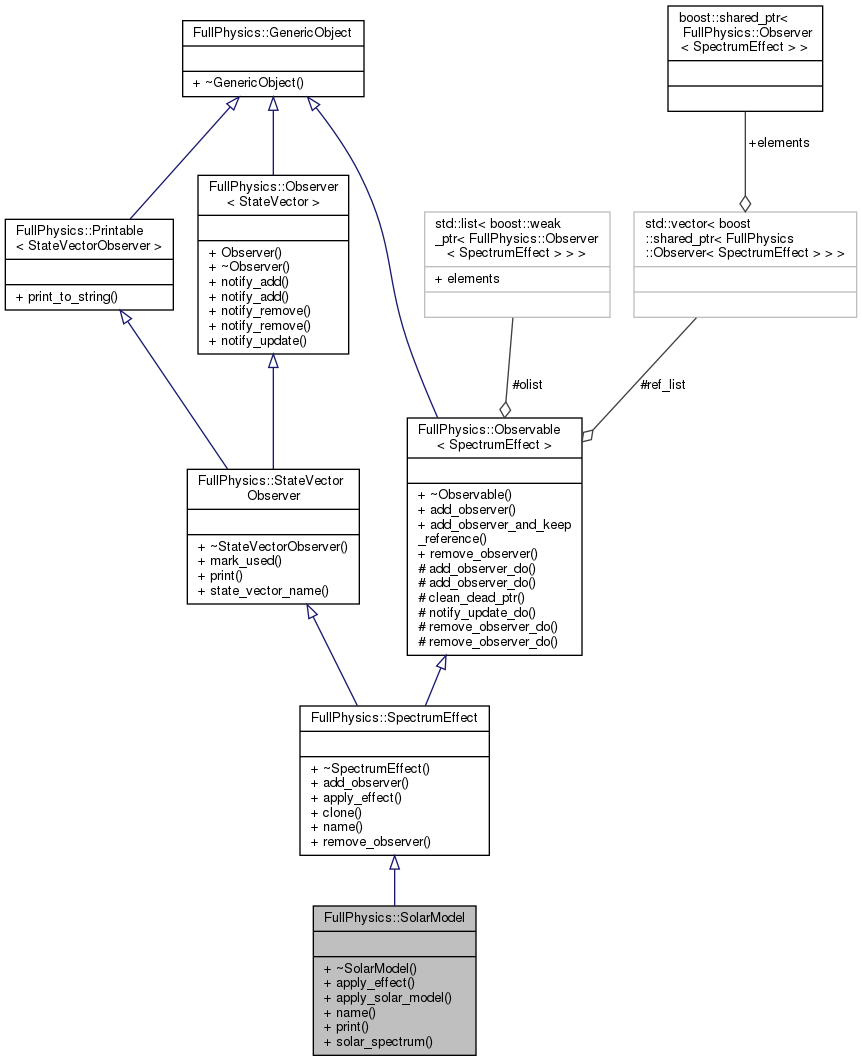 FullPhysics::GenericObject
+ ~GenericObject()
boost::shared_ptr<
FullPhysics::Observer
< SpectrumEffect > >
+elements
FullPhysics::Printable
< StateVectorObserver >
+ print_to_string()
FullPhysics::Observer
< StateVector >
+ Observer()
+ ~Observer()
+ notify_add()
+ notify_add()
+ notify_remove()
+ notify_remove()
+ notify_update()
std::list< boost::weak
_ptr< FullPhysics::Observer
< SpectrumEffect > > >
+ elements
std::vector< boost
::shared_ptr< FullPhysics
::Observer< SpectrumEffect > > >
#olist
#ref_list
FullPhysics::StateVector
Observer
+ ~StateVectorObserver()
+ mark_used()
+ print()
+ state_vector_name()
FullPhysics::Observable
< SpectrumEffect >
+ ~Observable()
+ add_observer()
+ add_observer_and_keep
_reference()
+ remove_observer()
# add_observer_do()
# add_observer_do()
# clean_dead_ptr()
# notify_update_do()
# remove_observer_do()
# remove_observer_do()
FullPhysics::SpectrumEffect
+ ~SpectrumEffect()
+ add_observer()
+ apply_effect()
+ clone()
+ name()
+ remove_observer()
FullPhysics::SolarModel
+ ~SolarModel()
+ apply_effect()
+ apply_solar_model()
+ name()
+ print()
+ solar_spectrum()